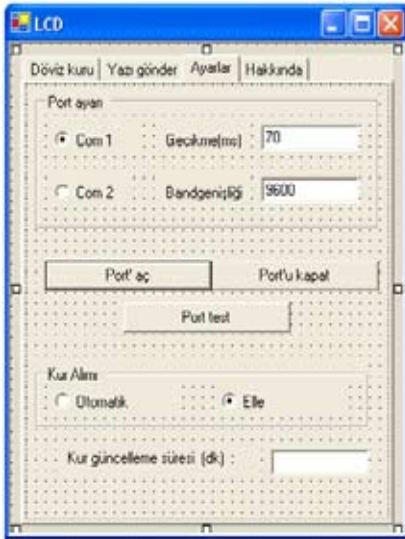 LCD
Döviz kuru Yazı gönder Ayarlar Hakkında
Port ayarı
Com 1 Gecikme(ms) 70
Com 2 Bandgenişliği 9600
Port' aç Port'u kapat
Port test
Kur Alımı
Otomatik Elle
Kur güncelleme süresi (dk) :